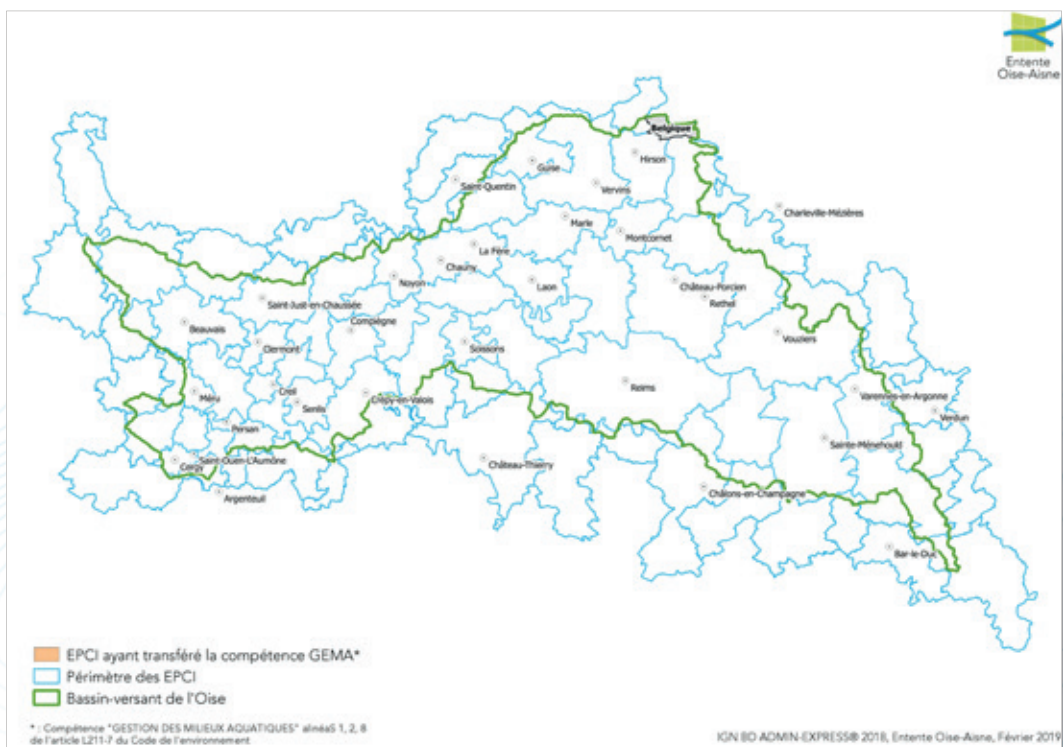 Entente
Oise-Aisne
Belgique
Hirson
Guise
Saint-Quentin
Vervins
Charleville-Mézières
Marle
Montcornet
La Fère
Chauny
Noyon
Laon
Château-Porcien
Rethel
Saint-Just-en-Chaussée
Beauvais
Compiègne
Vouziers
Clermont
Soissons
Reims
Creil
Méru
Senlis
Crépy-en-Valois
Varennes-en-Argonne
Verdun
Persan
Sainte-Ménehould
Saint-Ouen-L'Aumône
Cergy
Château-Thierry
Argenteuil
Châlons-en-Champagne
Bar-le-Duc
EPCI ayant transféré la compétence GEMA*
Périmètre des EPCI
Bassin-versant de l'Oise
* : Compétence "GESTION DES MILIEUX AQUATIQUES" alinéaS 1, 2, 8
de l'article L211-7 du Code de l'environnement
IGN BD ADMIN-EXPRESS® 2018, Entente Oise-Aisne, Février 2019